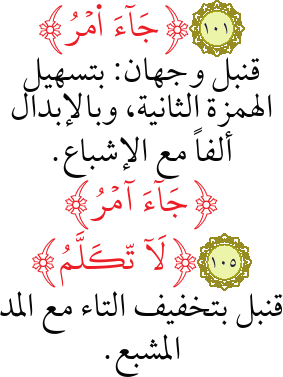 ١٠١ ﴿جَآءَ اَ۬مْرُ﴾
قنبل وجهان: بتسهيل
الهمزة الثانية، وبالإبدال
ألفاً مع الإشباع.
﴿جَآءَ آمْرُ﴾
١٠٥ ﴿لَآ تَّكَلَّمُ﴾
قنبل بتخفيف التاء مع المد
المشبع.